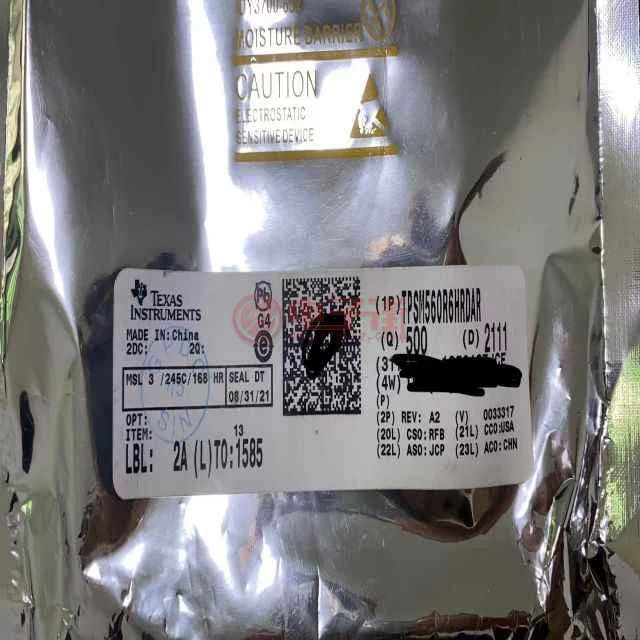 MOISTURE BARRIER
CAUTION
ELECTROSTATIC
SENSITIVE DEVICE
TEXAS
INSTRUMENTS
MADE IN:China
2DC: 2Q:
MSL 3 /245C/168 HR
SEAL DT
08/31/21
OPT:
ITEM: 13
LBL: 2A (L)TO:1585
G4
(1P) TPSM560RGHRDAR
(Q) 500 (D) 2111
(4W)
(P)
(2P) REV: A2 (V) 0033317
(20L) CSO:RFB (21L) CCO:USA
(22L) ASO:JCP (23L) ACO:CHN